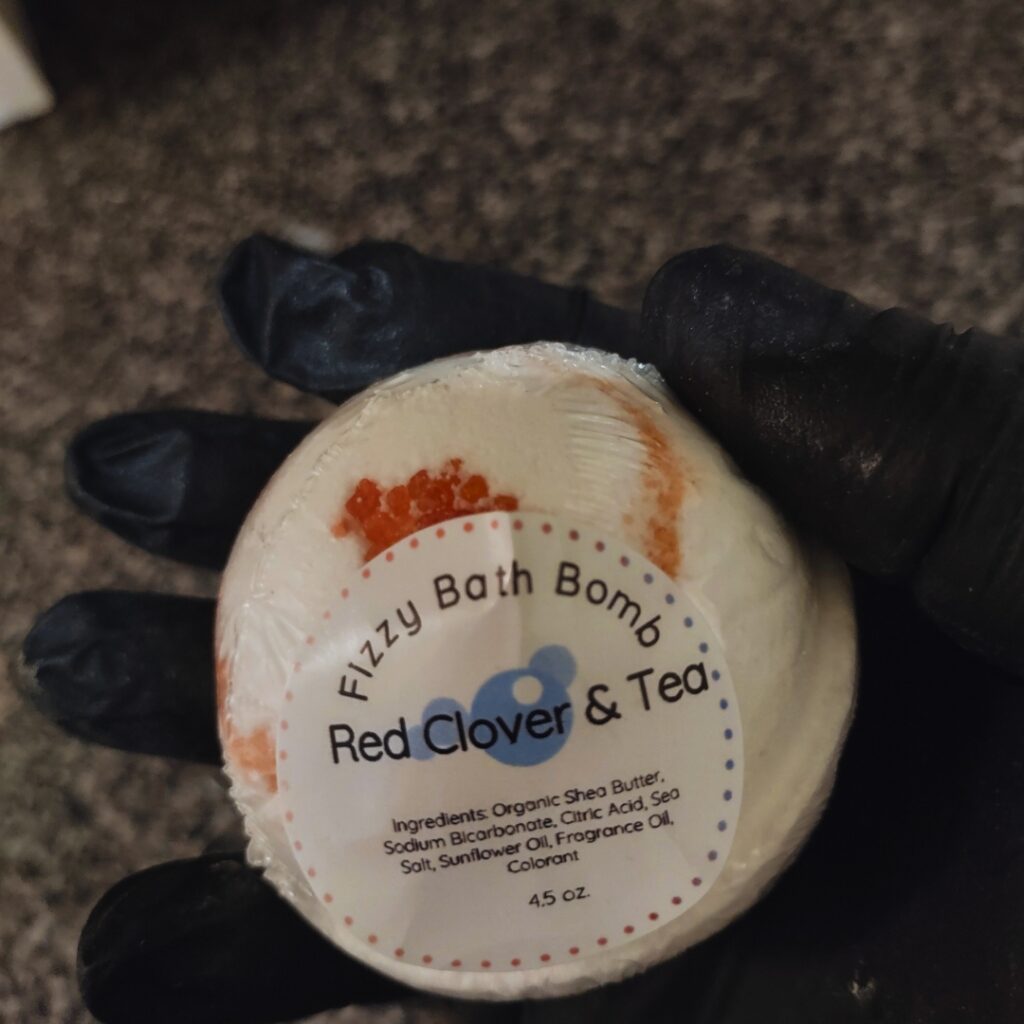 Fizzy Bath Bomb
Red Clover & Tea
Ingredients: Organic Shea Butter,
Sodium Bicarbonate, Citric Acid, Sea
Salt, Sunflower Oil, Fragrance Oil,
Colorant
4.5 oz.